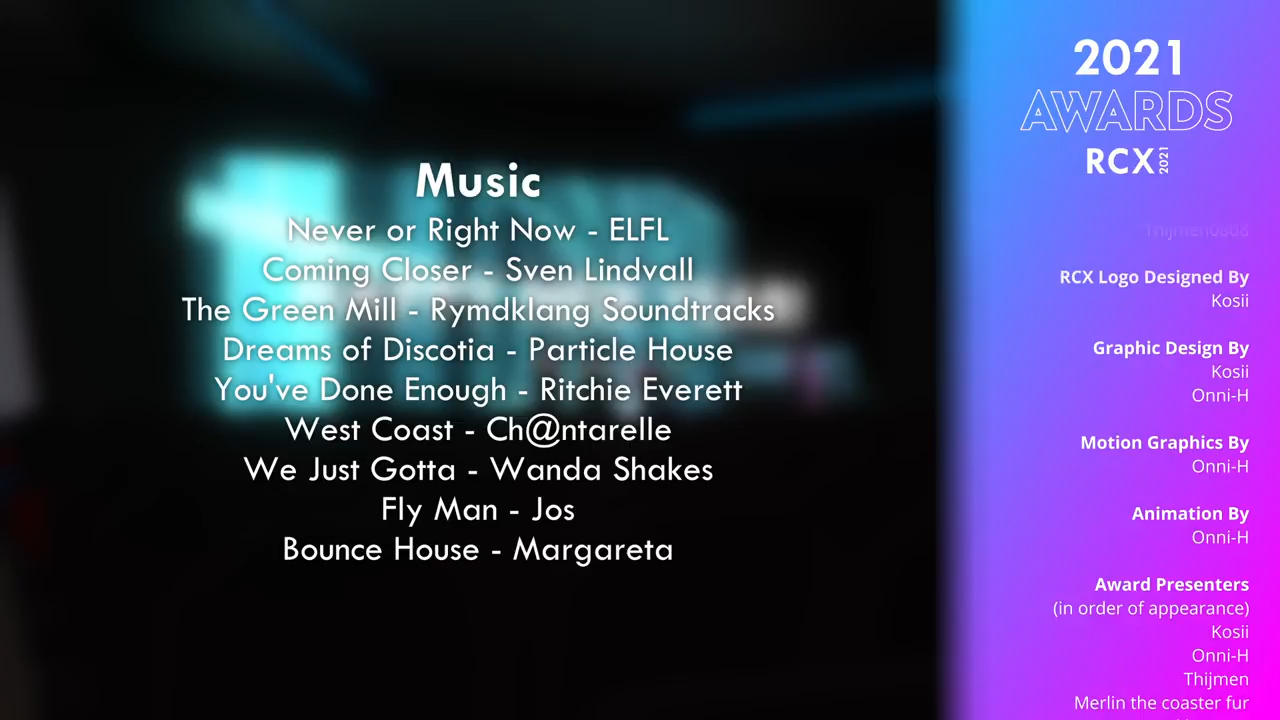 Music
Never or Right Now - ELFL
Coming Closer - Sven Lindvall
The Green Mill - Rymdklang Soundtracks
Dreams of Discotia - Particle House
You've Done Enough - Ritchie Everett
West Coast - Ch@ntarelle
We Just Gotta - Wanda Shakes
Fly Man - Jos
Bounce House - Margareta
2021
AWARDS
RCX 2021
Thijmen0808
RCX Logo Designed By
Kosii
Graphic Design By
Kosii
Onni-H
Motion Graphics By
Onni-H
Animation By
Onni-H
Award Presenters
(in order of appearance)
Kosii
Onni-H
Thijmen
Merlin the coaster fur